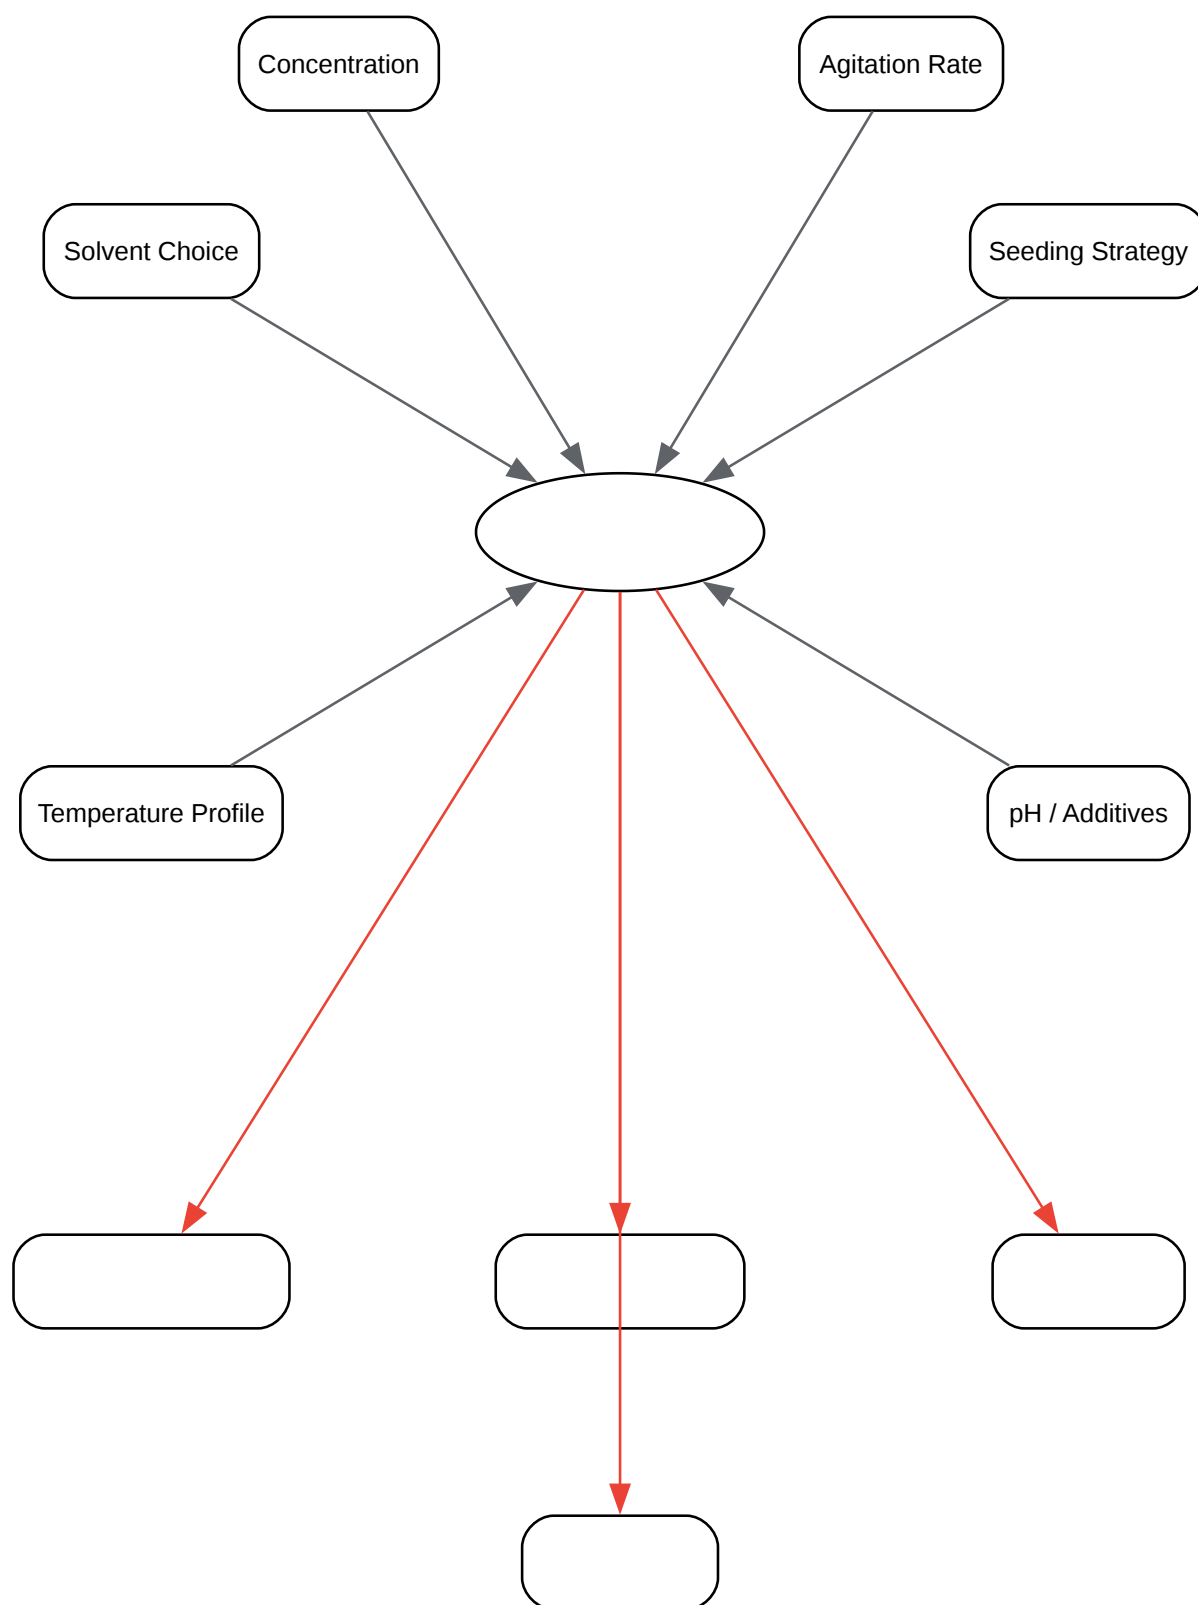 Concentration
Agitation Rate
Solvent Choice
Seeding Strategy
Temperature Profile
pH / Additives